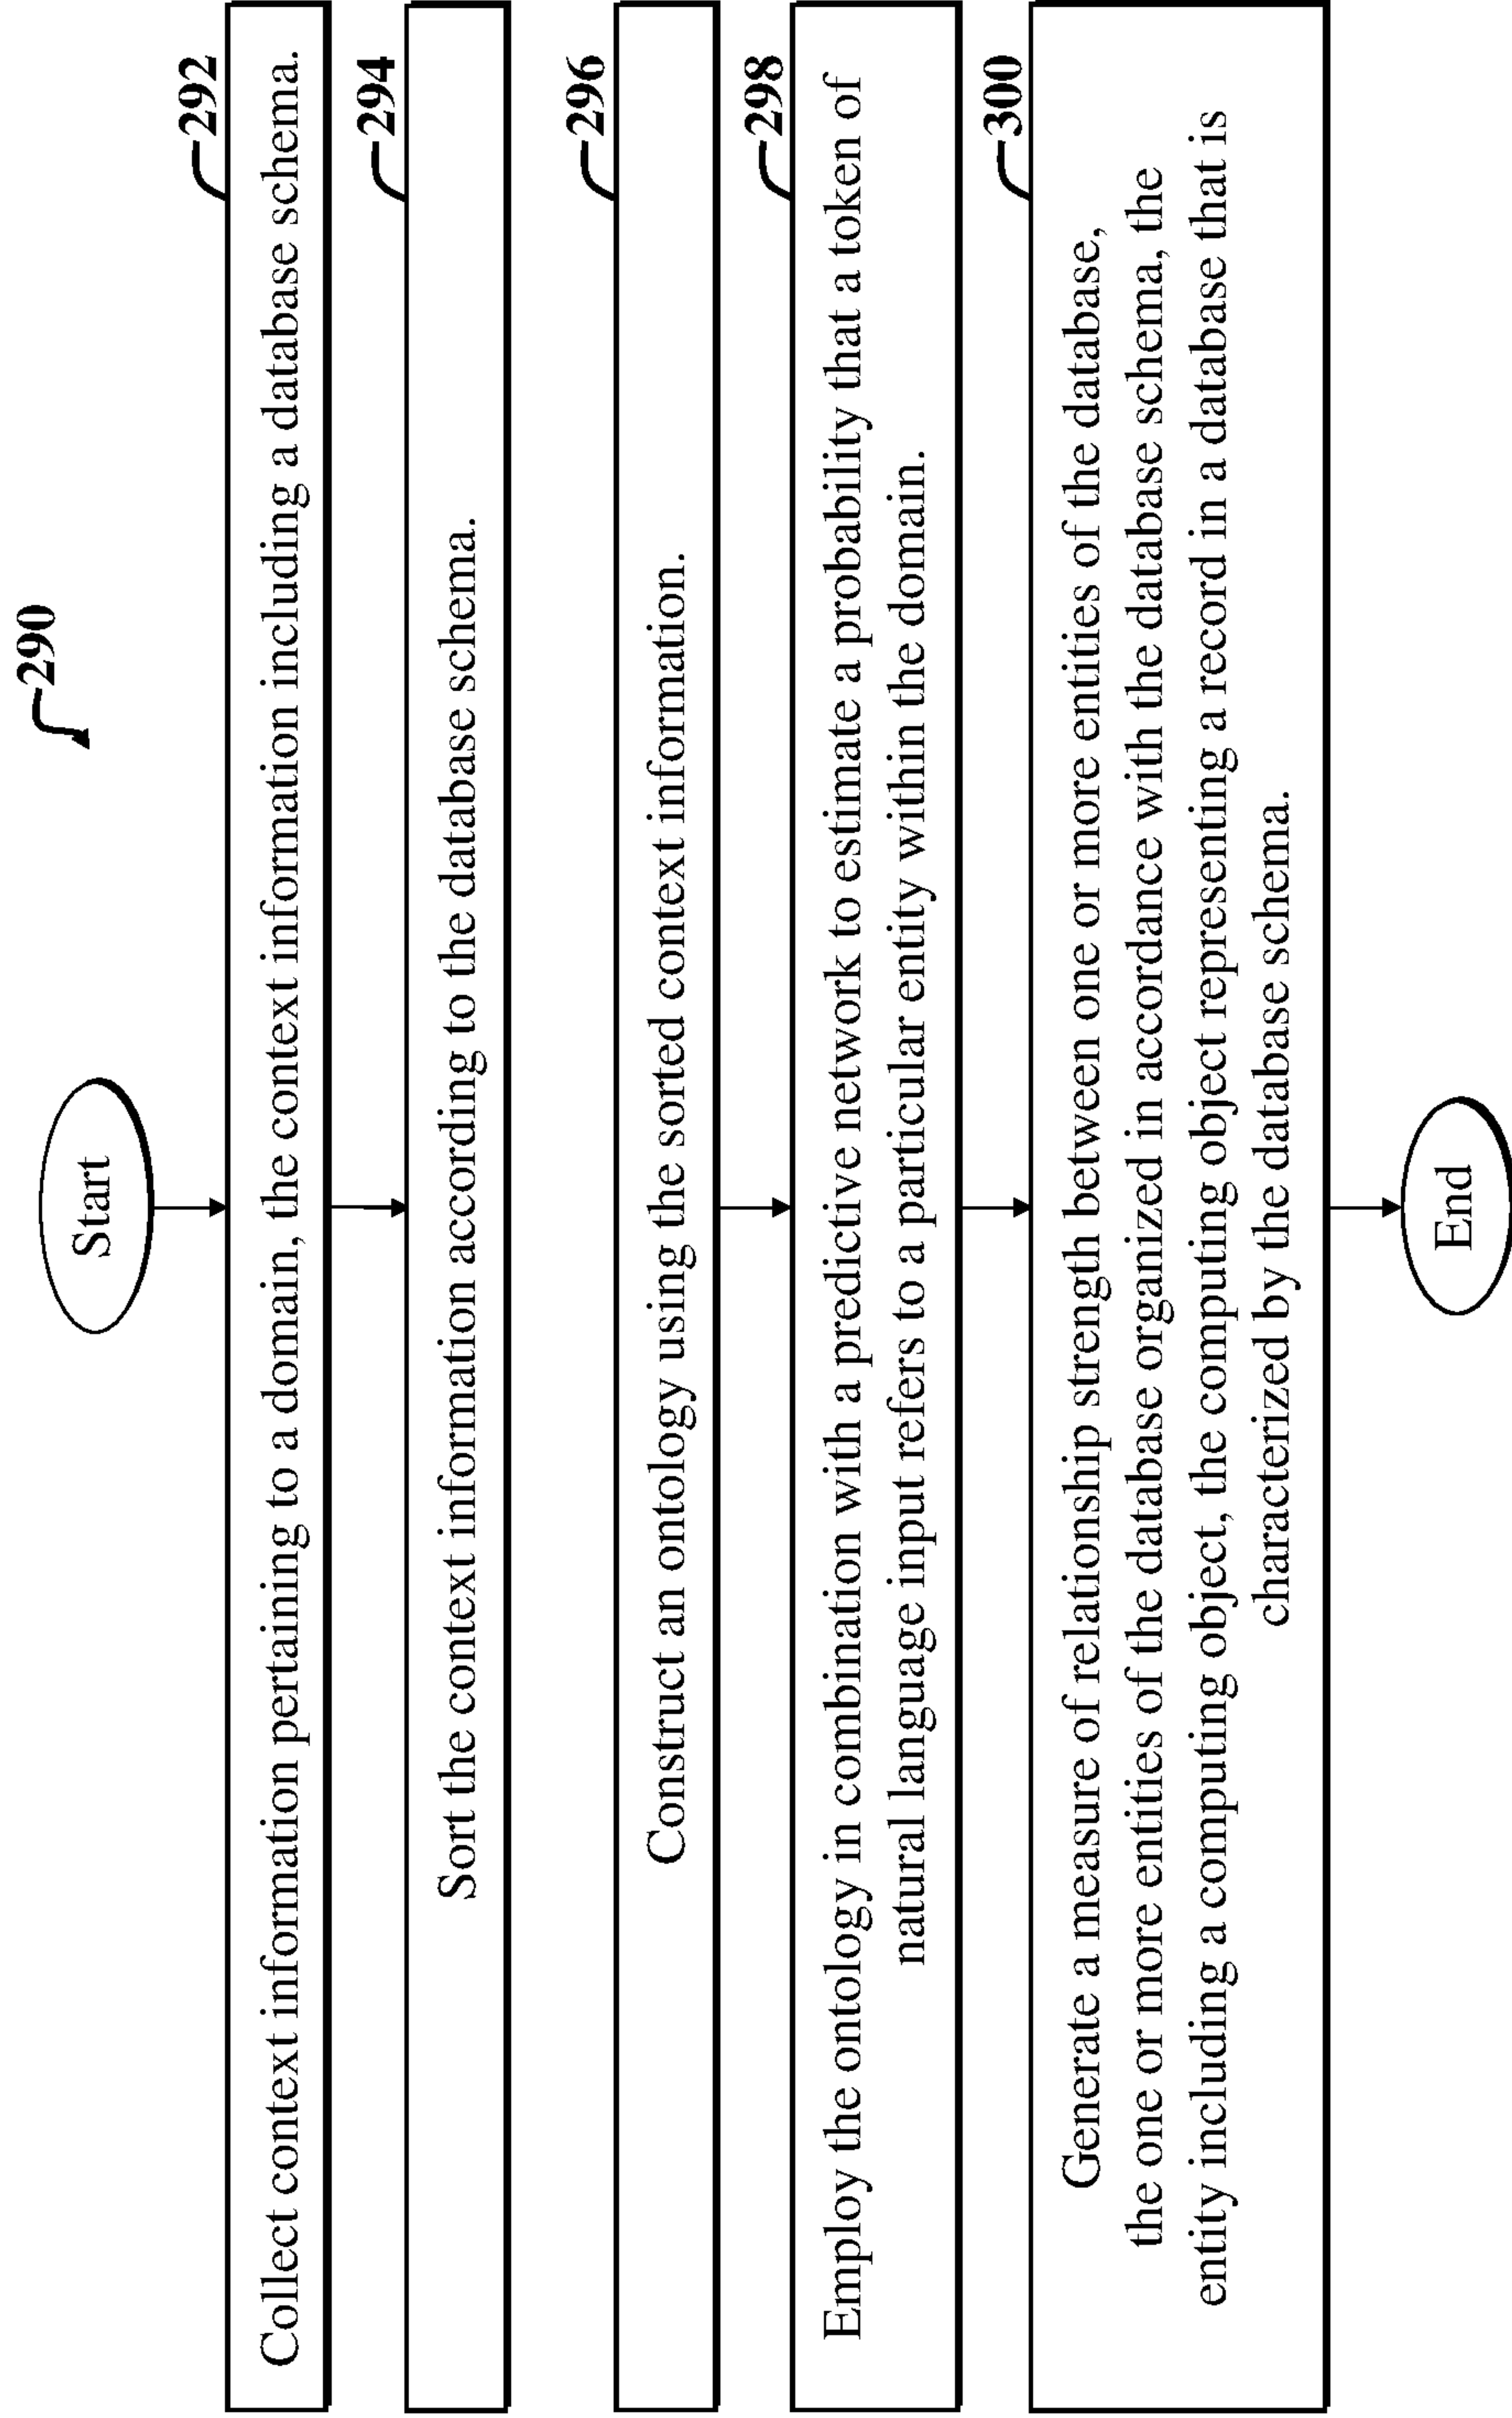 290
Start
292
Collect context information pertaining to a domain, the context information including a database schema.
294
Sort the context information according to the database schema.
296
Construct an ontology using the sorted context information.
298
Employ the ontology in combination with a predictive network to estimate a probability that a token of
natural language input refers to a particular entity within the domain.
300
Generate a measure of relationship strength between one or more entities of the database,
the one or more entities of the database organized in accordance with the database schema, the
entity including a computing object, the computing object representing a record in a database that is
characterized by the database schema.
End